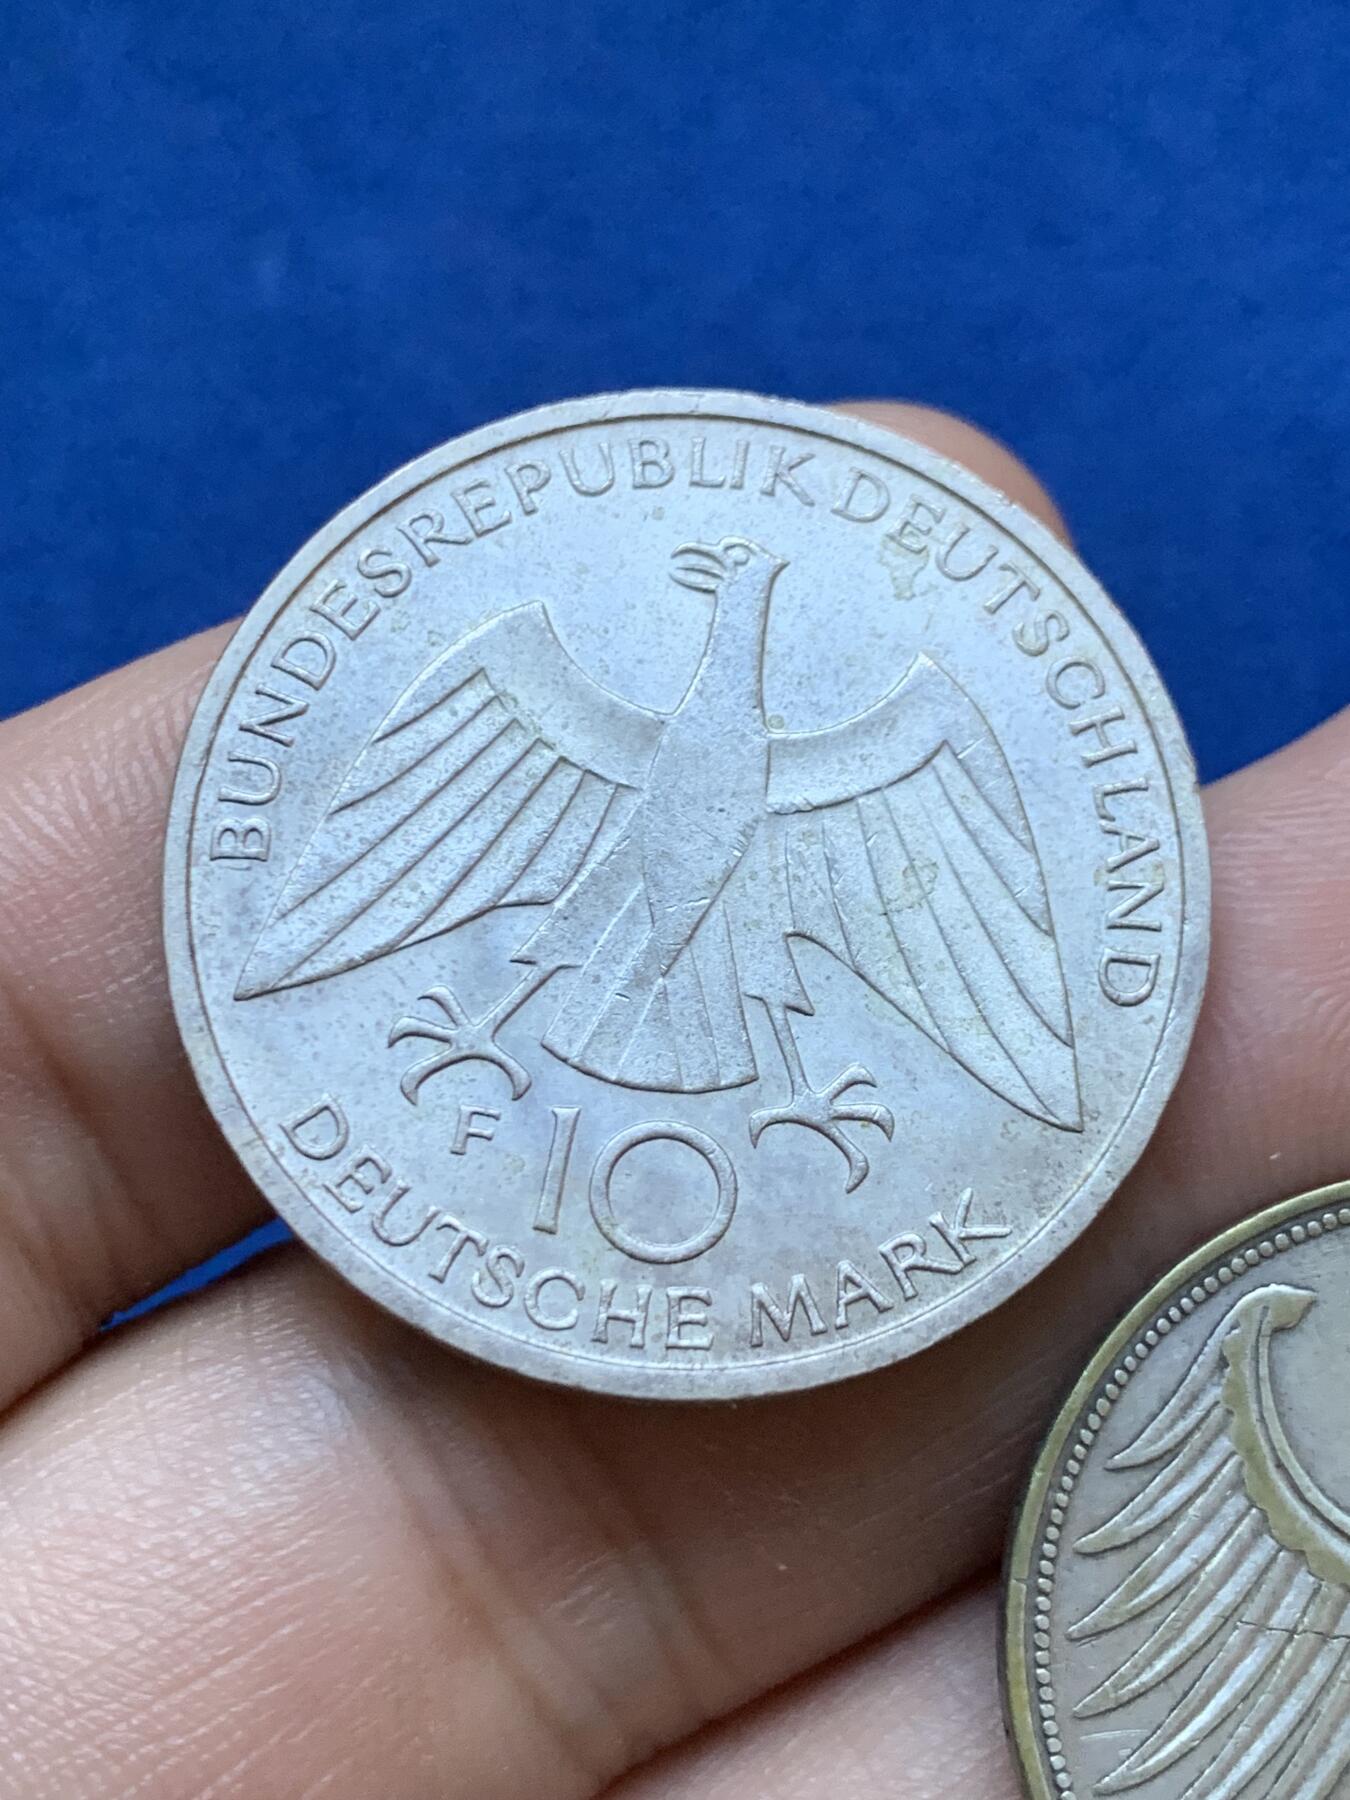 BUNDESREPUBLIK DEUTSCHLAND
F
10
DEUTSCHE MARK